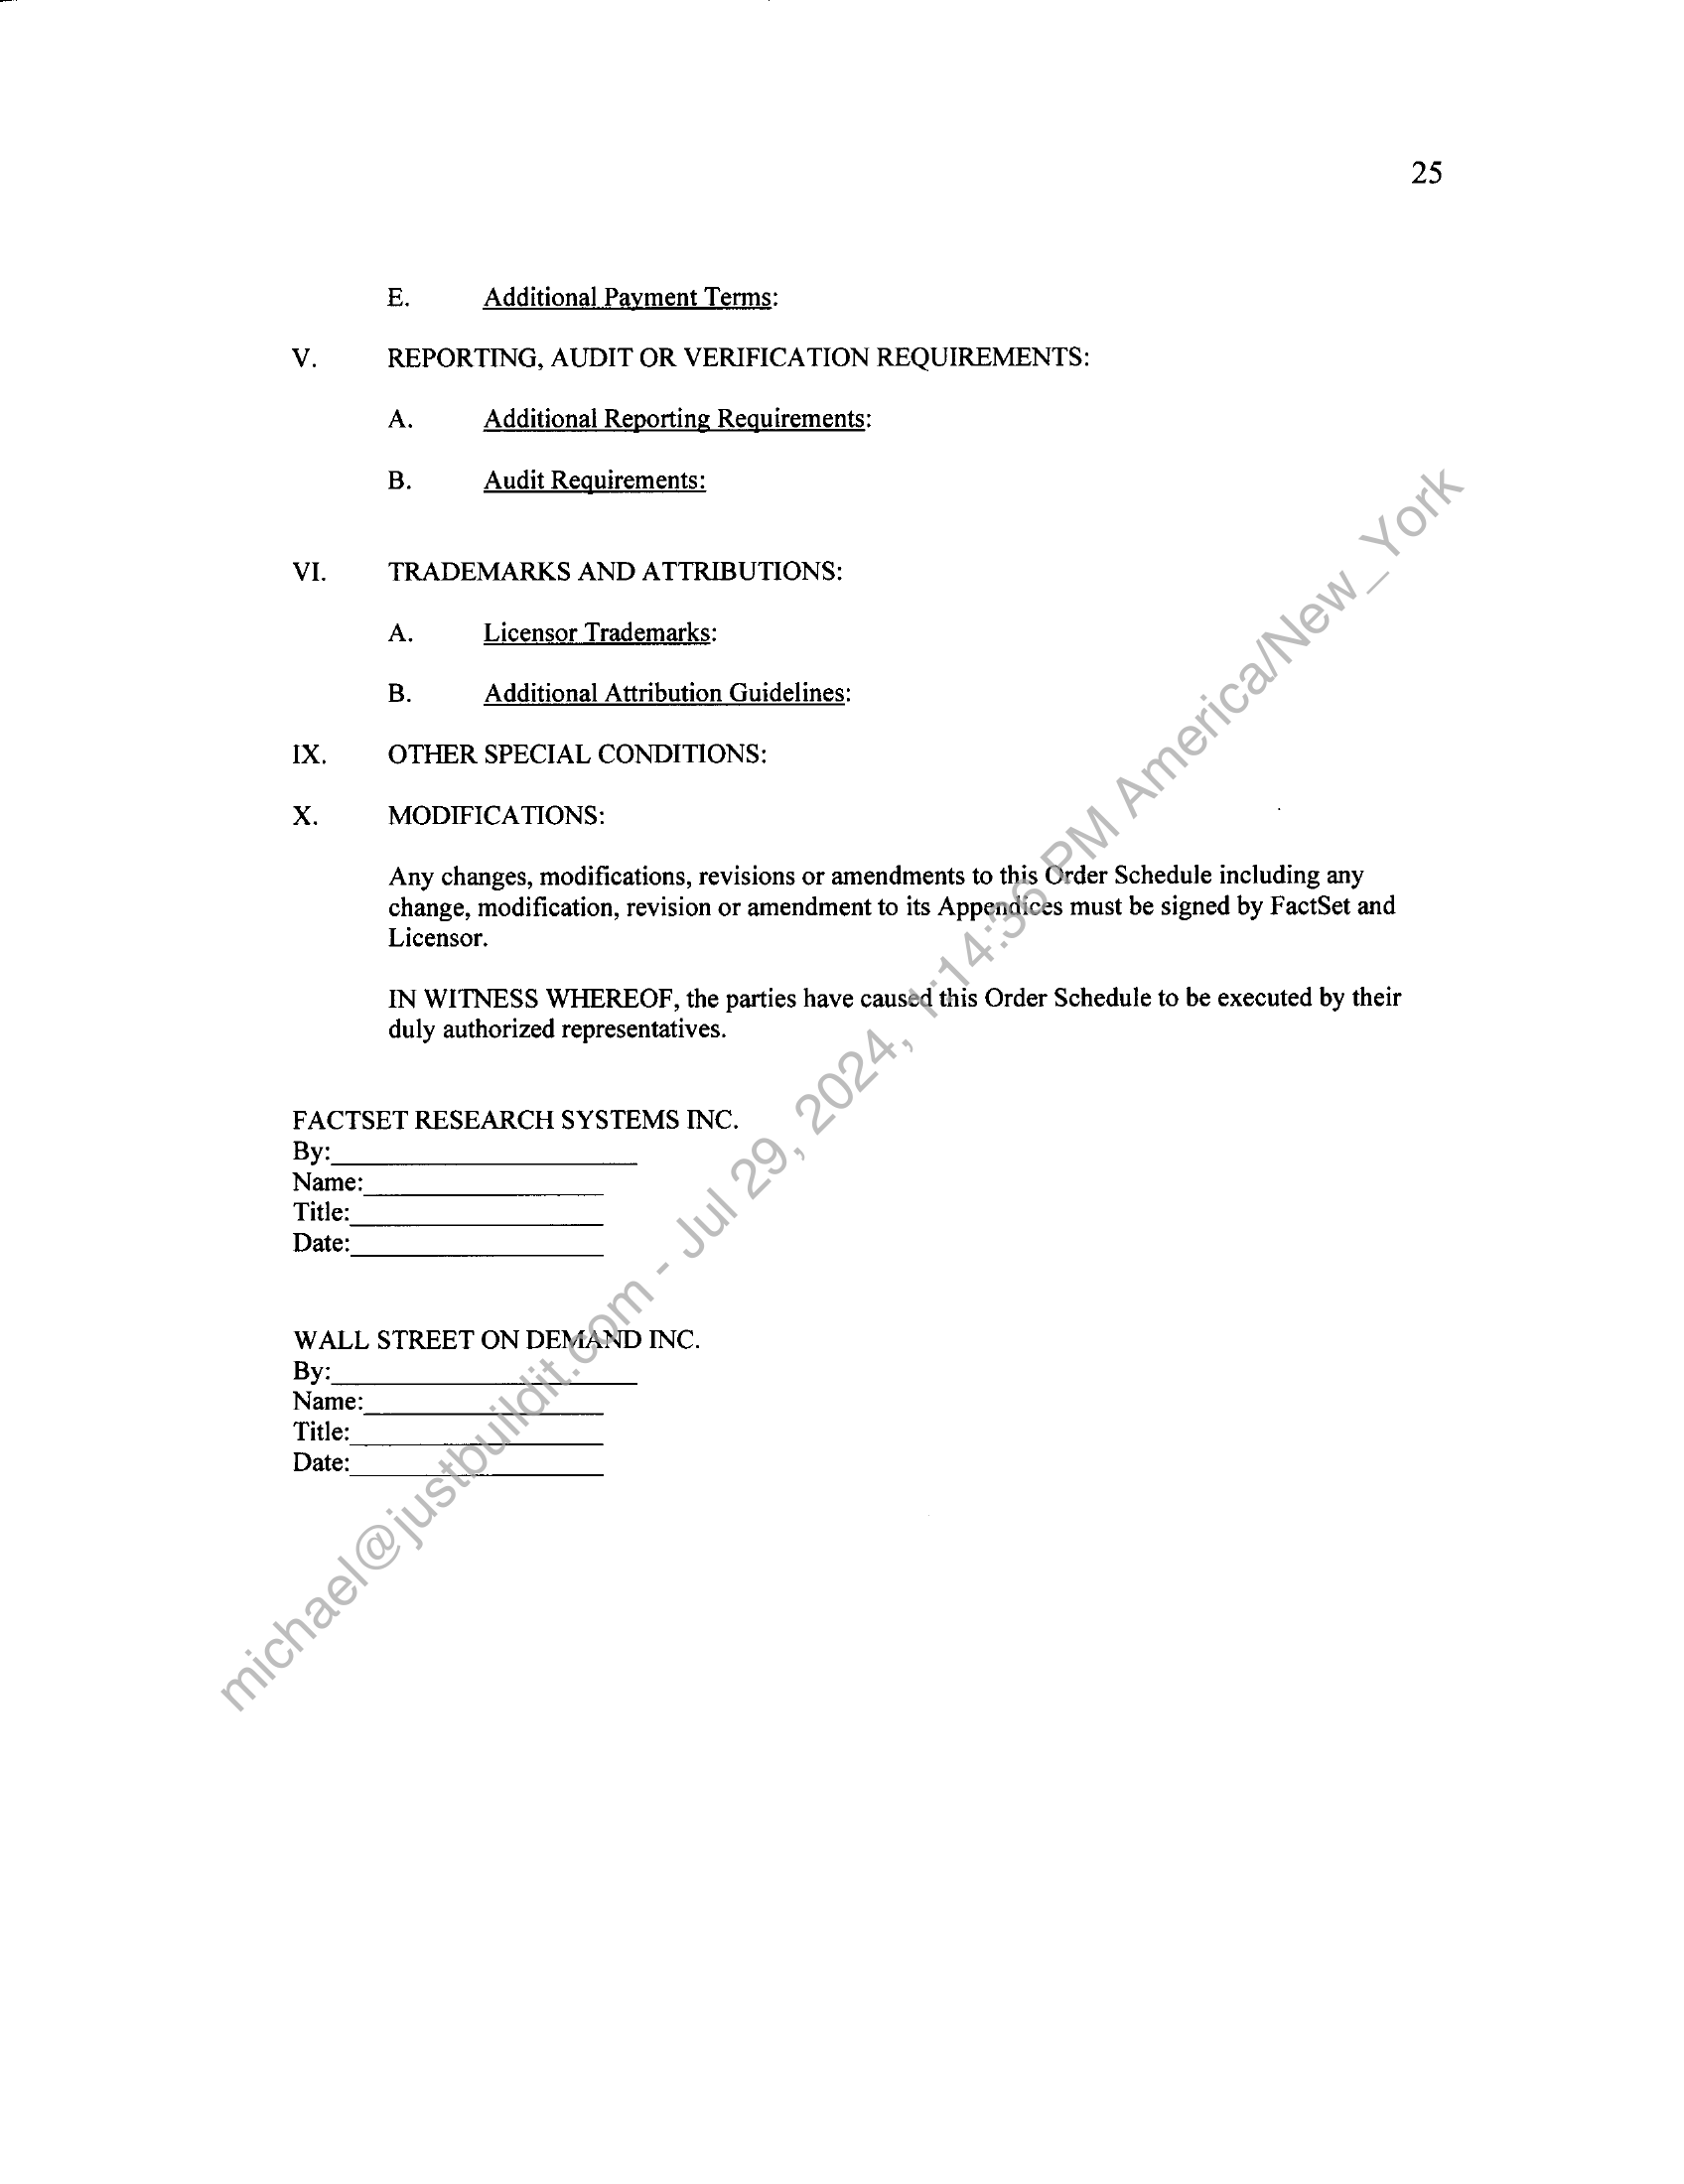 25
E. Additional Payment Terms:
V. REPORTING, AUDIT OR VERIFICATION REQUIREMENTS:
A. Additional Reporting Requirements:
B. Audit Requirements:
VI. TRADEMARKS AND ATTRIBUTIONS:
A. Licensor Trademarks:
B. Additional Attribution Guidelines:
IX. OTHER SPECIAL CONDITIONS:
X. MODIFICATIONS:
Any changes, modifications, revisions or amendments to this Order Schedule including any
change, modification, revision or amendment to its Appendices must be signed by FactSet and
Licensor.
IN WITNESS WHEREOF, the parties have caused this Order Schedule to be executed by their
duly authorized representatives.
FACTSET RESEARCH SYSTEMS INC.
By:
Name:
Title:
Date:
WALL STREET ON DEMAND INC.
By:
Name:
Title:
Date:
michael@justbuildit.com - Jul 29, 2024, 1:14:36 PM America/New_York